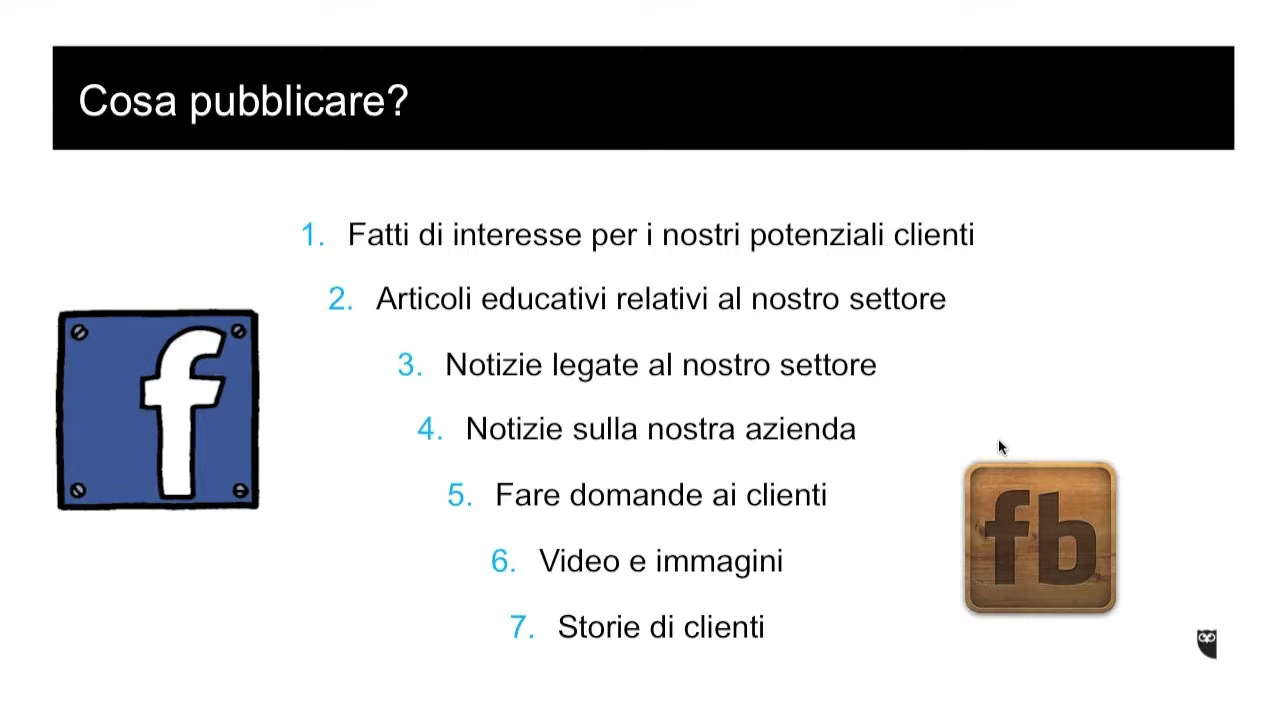 Cosa pubblicare?
1. Fatti di interesse per i nostri potenziali clienti
2. Articoli educativi relativi al nostro settore
3. Notizie legate al nostro settore
4. Notizie sulla nostra azienda
5. Fare domande ai clienti
6. Video e immagini
7. Storie di clienti
f
fb